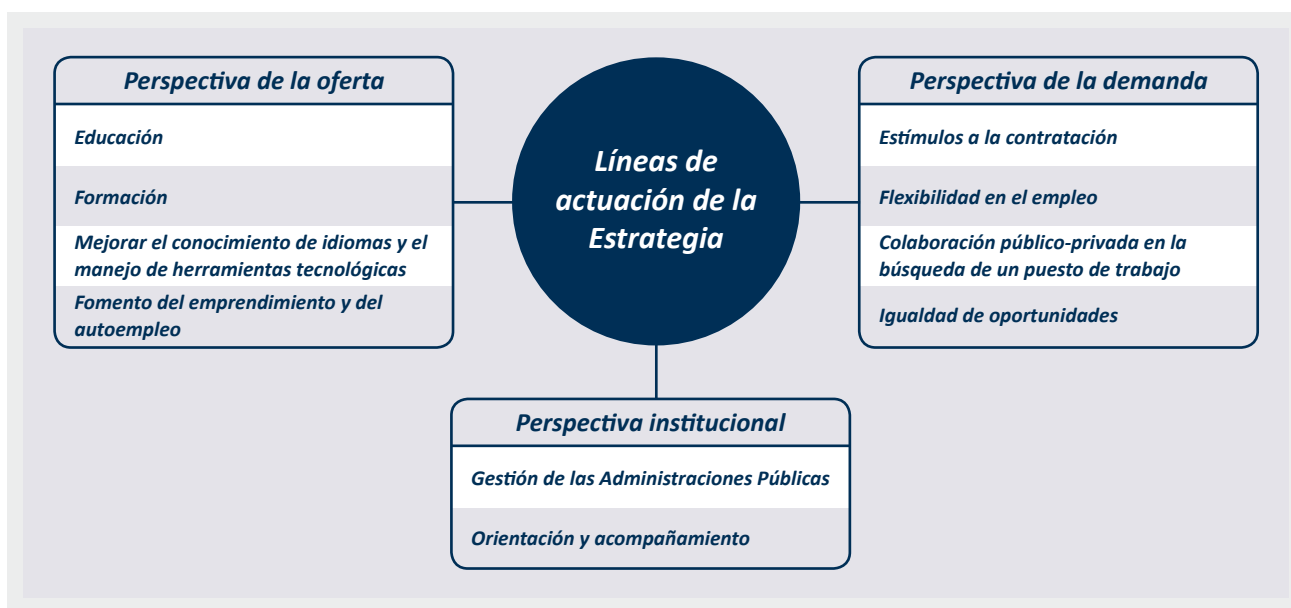 Perspectiva de la oferta
Educación
Formación
Mejorar el conocimiento de idiomas y el
manejo de herramientas tecnológicas
Fomento del emprendimiento y del
autoempleo
Líneas de
actuación de la
Estrategia
Perspectiva de la demanda
Estímulos a la contratación
Flexibilidad en el empleo
Colaboración público-privada en la
búsqueda de un puesto de trabajo
Igualdad de oportunidades
Perspectiva institucional
Gestión de las Administraciones Públicas
Orientación y acompañamiento